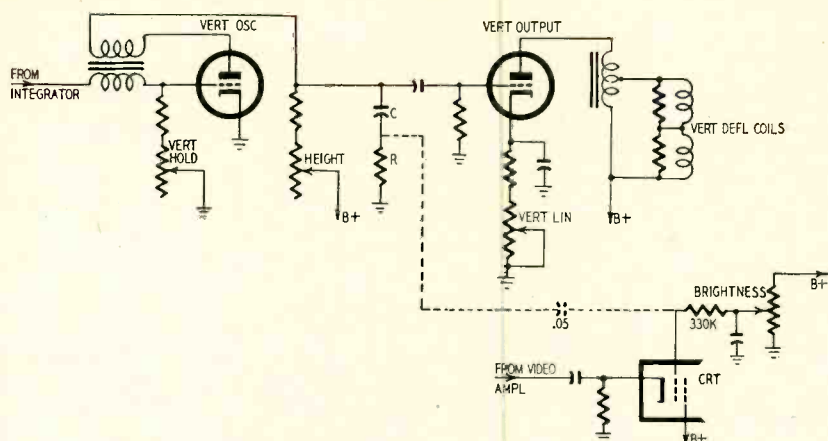 VERT OSC
VERT OUTPUT
FROM
INTEGRATOR
C
VERT
HOLD
HEIGHT
R
VERT DEFL COILS
B+
VERT LIN
B+
B+
BRIGHTNESS
.05
330K
FROM VIDEO
AMPL
CRT
B+